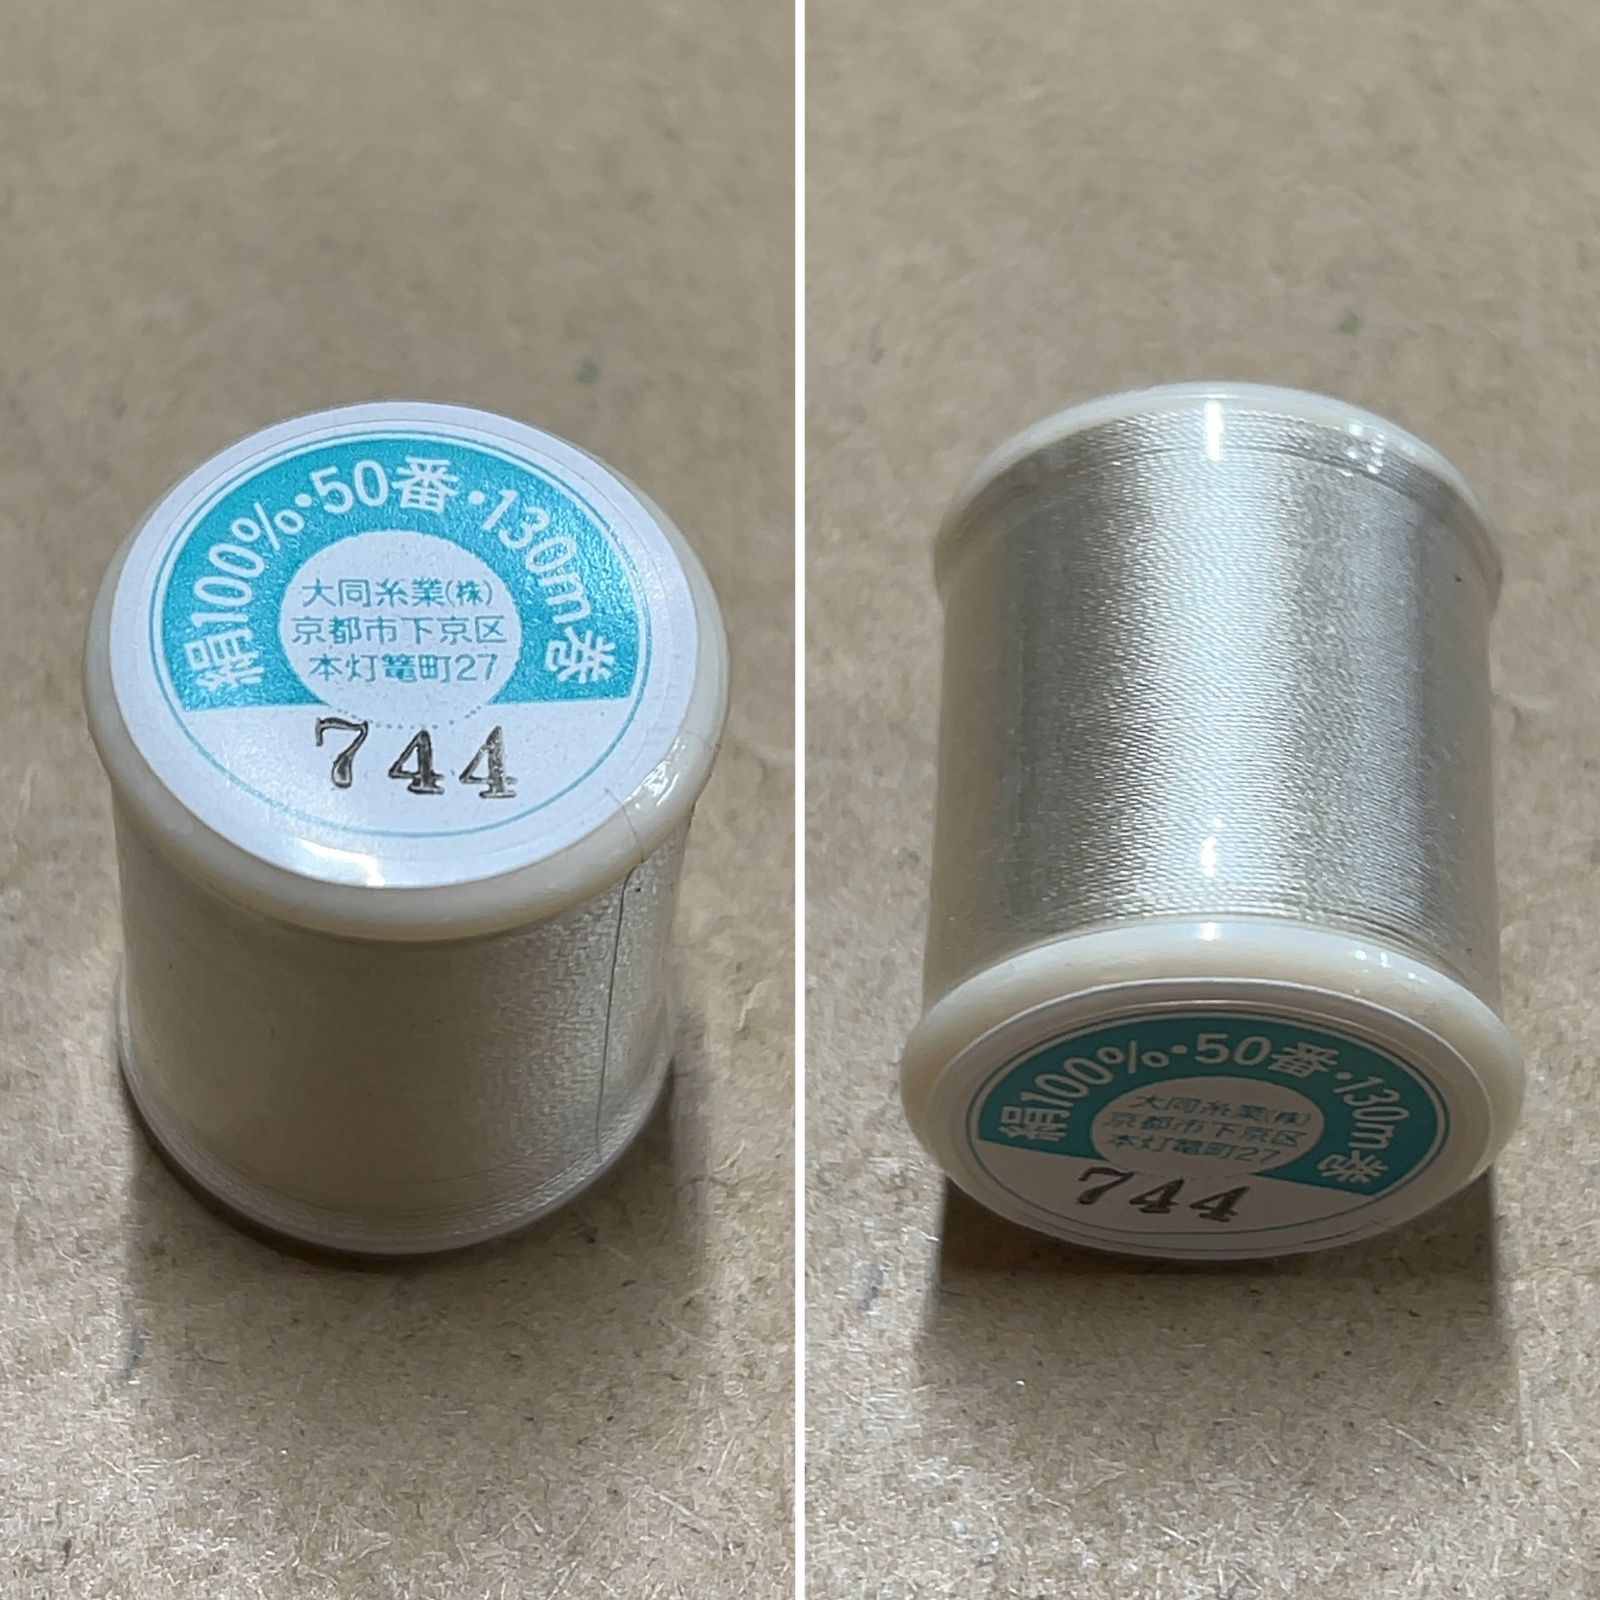 絹100%・50番・130m巻
大同糸業(株)
京都市下京区
本灯篭町27
744
絹100%・50番・130m巻
大同糸業(株)
京都市下京区
本灯篭町27
744